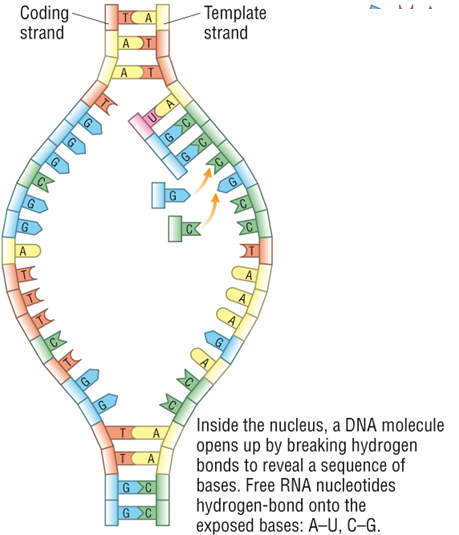 Coding
strand
Template
strand
T A
A T
A T
T
U A
G
G C
G
G C
G
C
C
G
G
G
C
G
C
C
A
T
T
A
T
A
T
A
C
G
T
A
G
C
G
C
T A
T A
G C
G C
Inside the nucleus, a DNA molecule
opens up by breaking hydrogen
bonds to reveal a sequence of
bases. Free RNA nucleotides
hydrogen-bond onto the
exposed bases: A–U, C–G.